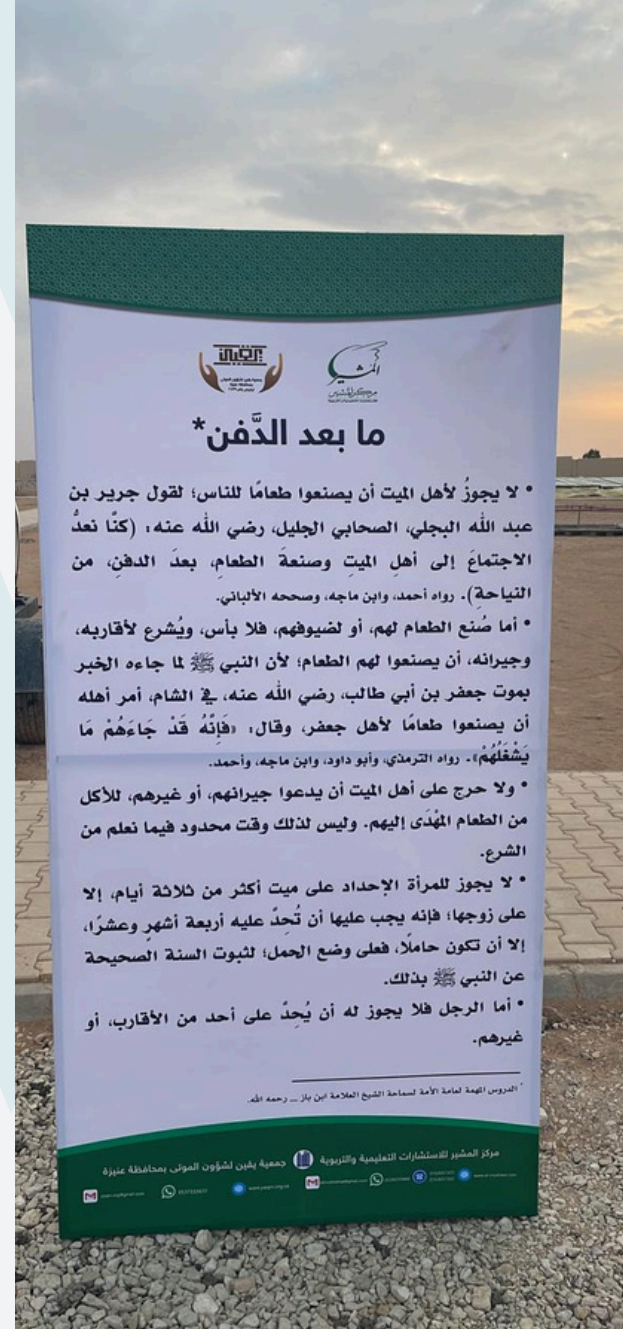 يقين
المشير
ما بعد الدَّفن*
• لا يجوزُ لأهل الميت أن يصنعوا طعامًا للناس؛ لقول جرير بن
عبد الله البجلي، الصحابي الجليل، رضي الله عنه: (كنَّا نعدُّ
الاجتماعَ إلى أهلِ الميتِ وصنعةَ الطعامِ، بعدَ الدفنِ، من
النياحة). رواه أحمد، وابن ماجه، وصححه الألباني.
• أما صُنع الطعام لهم، أو لضيوفهم، فلا بأس، ويُشرع لأقاربه،
وجيرانه، أن يصنعوا لهم الطعام؛ لأن النبي ﷺ لما جاءه الخبر
بموت جعفر بن أبي طالب، رضي الله عنه، في الشام، أمر أهله
أن يصنعوا طعامًا لأهل جعفر، وقال: «فَإِنَّهُ قَدْ جَاءَهُمْ مَا
يَشْغَلُهُمْ». رواه الترمذي، وأبو داود، وابن ماجه، وأحمد.
• ولا حرج على أهل الميت أن يدعوا جيرانهم، أو غيرهم، للأكل
من الطعام المُهْدَى إليهم. وليس لذلك وقت محدود فيما نعلم من
الشرع.
• لا يجوز للمرأة الإحداد على ميت أكثر من ثلاثة أيام، إلا
على زوجها؛ فإنه يجب عليها أن تُحدَّ عليه أربعة أشهرٍ وعشرًا،
إلا أن تكون حاملًا، فعلى وضع الحمل؛ لثبوت السنة الصحيحة
عن النبي ﷺ بذلك.
• أما الرجل فلا يجوز له أن يُحِدَّ على أحد من الأقارب، أو
غيرهم.
* الدروس المهمة لعامة الأمة لسماحة الشيخ العلامة ابن باز ــ رحمه الله.
مركز المشير للاستشارات التعليمية والتربوية جمعية يقين لشؤون الموتى بمحافظة عنيزة